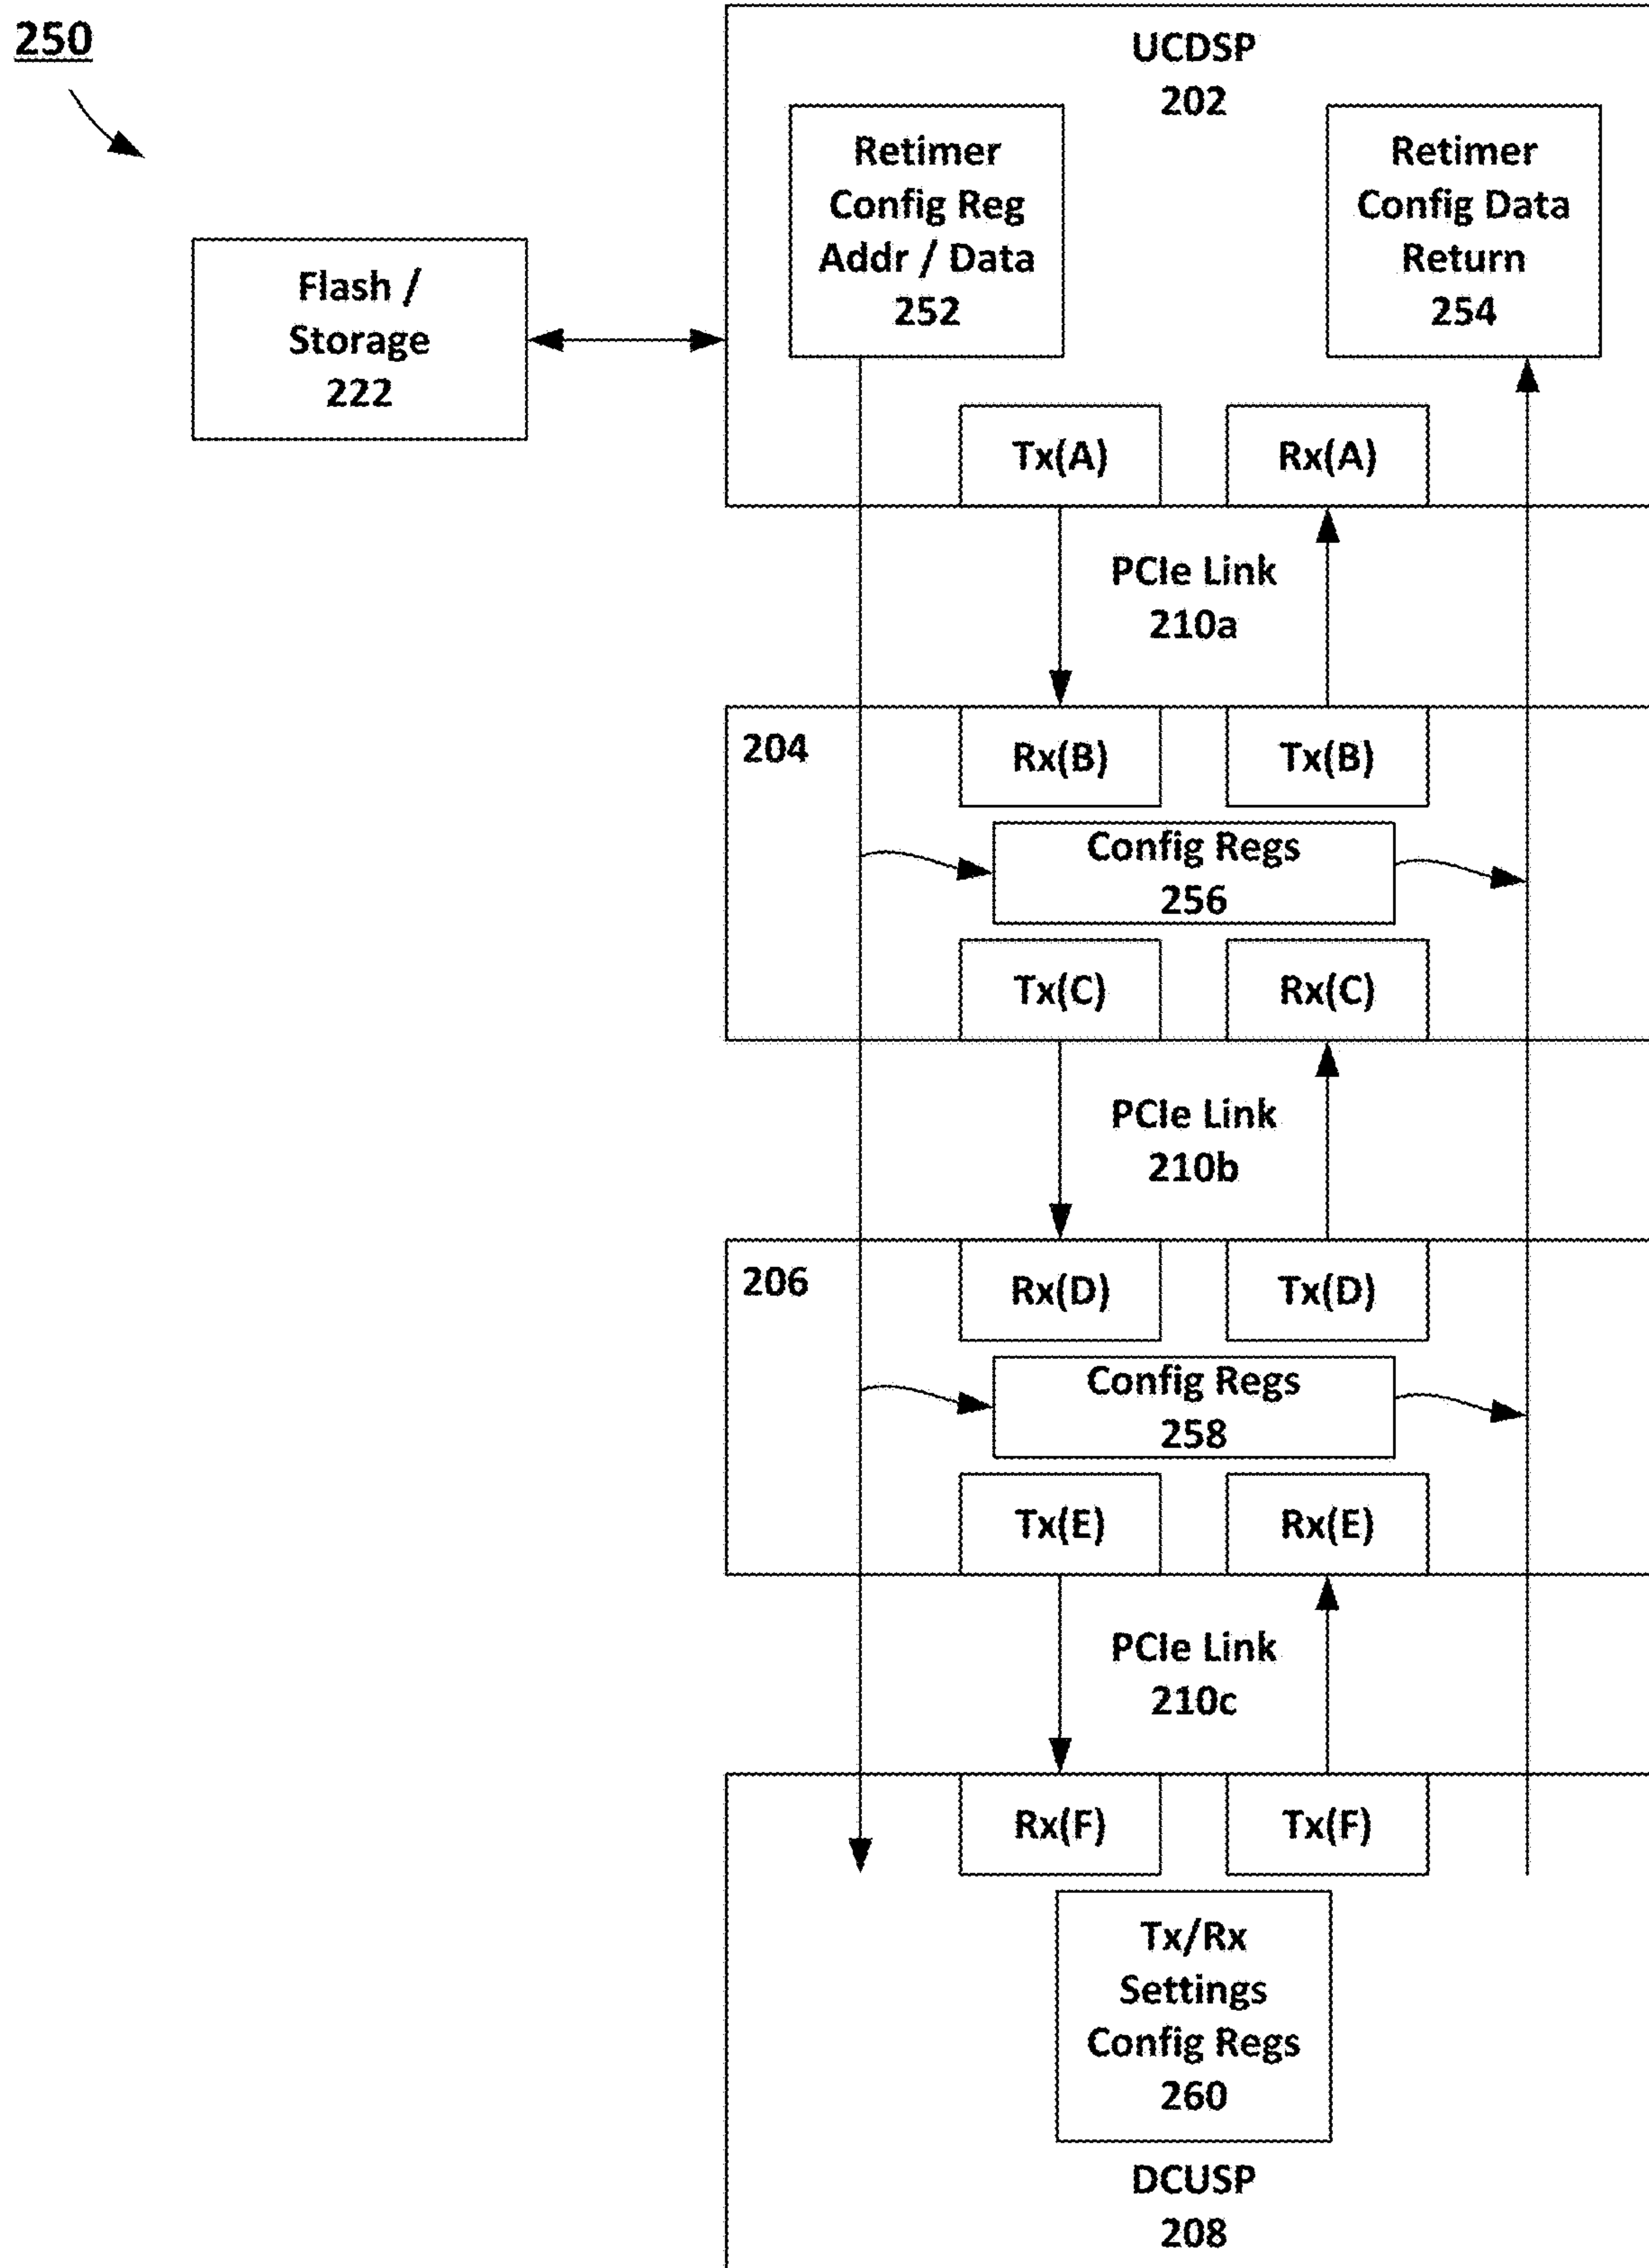 250
UCDSP
202
Retimer
Config Reg
Addr / Data
252
Retimer
Config Data
Return
254
Flash /
Storage
222
Tx(A)
Rx(A)
PCIe Link
210a
204
Rx(B)
Tx(B)
Config Regs
256
Tx(C)
Rx(C)
PCIe Link
210b
206
Rx(D)
Tx(D)
Config Regs
258
Tx(E)
Rx(E)
PCIe Link
210c
Rx(F)
Tx(F)
Tx/Rx
Settings
Config Regs
260
DCUSP
208